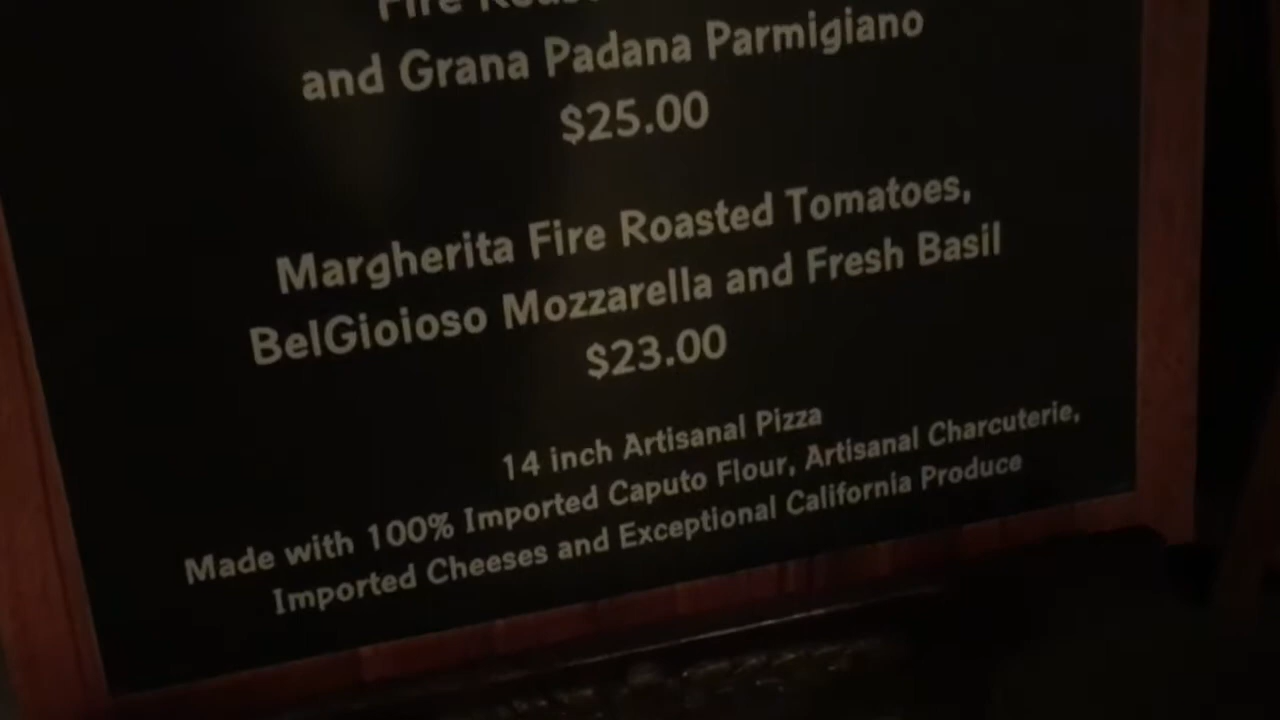 Fire
and Grana Padana Parmigiano
$25.00
Margherita Fire Roasted Tomatoes,
BelGioioso Mozzarella and Fresh Basil
$23.00
14 inch Artisanal Pizza
Made with 100% Imported Caputo Flour, Artisanal Charcuterie,
Imported Cheeses and Exceptional California Produce